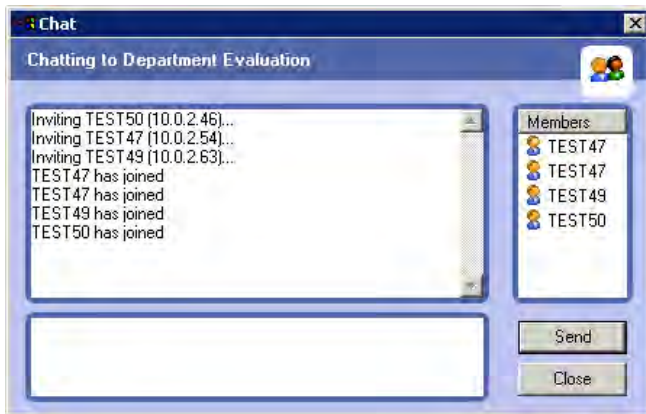 Chat
Chatting to Department Evaluation
Inviting TEST50 (10.0.2.46)...
Inviting TEST47 (10.0.2.54)...
Inviting TEST49 (10.0.2.63)...
TEST47 has joined
TEST47 has joined
TEST49 has joined
TEST50 has joined
Members
TEST47
TEST47
TEST49
TEST50
Send
Close